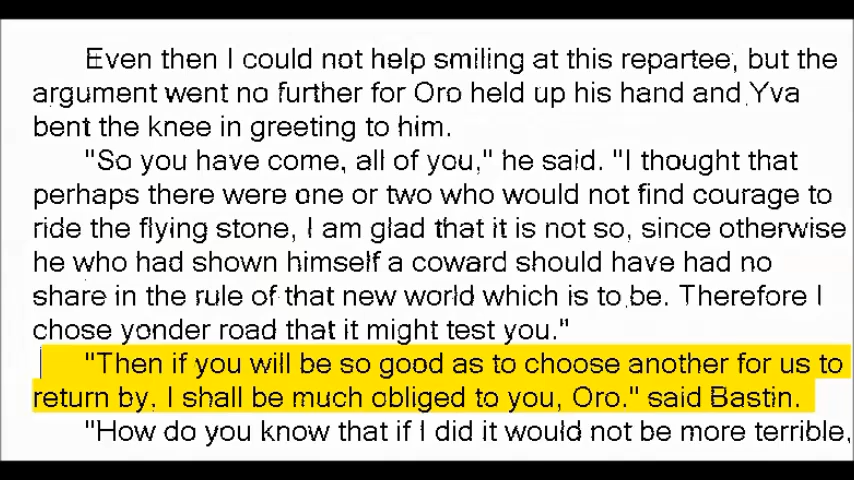 Even then I could not help smiling at this repartee, but the
argument went no further for Oro held up his hand and Yva
bent the knee in greeting to him.
"So you have come, all of you," he said. "I thought that
perhaps there were one or two who would not find courage to
ride the flying stone, I am glad that it is not so, since otherwise
he who had shown himself a coward should have had no
share in the rule of that new world which is to be. Therefore I
chose yonder road that it might test you."
"Then if you will be so good as to choose another for us to
return by, I shall be much obliged to you, Oro." said Bastin.
"How do you know that if I did it would not be more terrible,